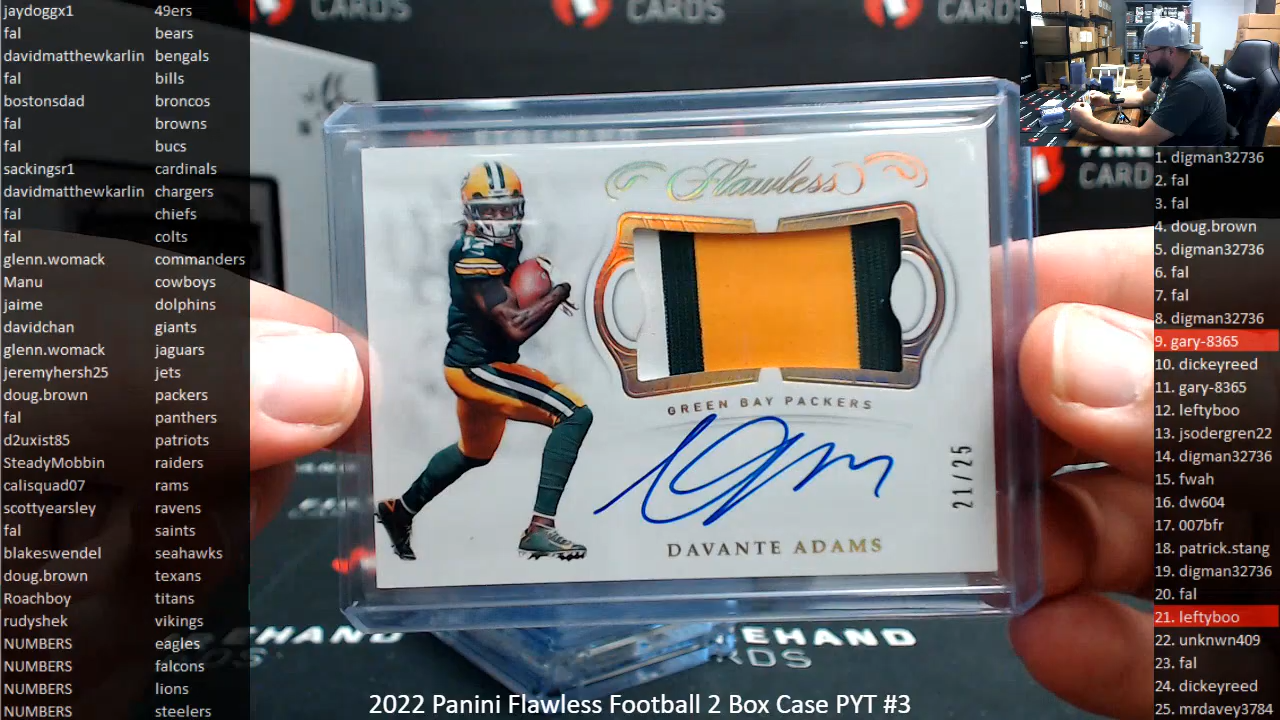 jaydoggx1 49ers
fal bears
davidmatthewkarlin bengals
fal bills
bostonsdad broncos
fal browns
fal bucs
sackingsr1 cardinals
davidmatthewkarlin chargers
fal chiefs
fal colts
glenn.womack commanders
Manu cowboys
jaime dolphins
davidchan giants
glenn.womack jaguars
jeremyhersh25 jets
doug.brown packers
fal panthers
d2uxist85 patriots
SteadyMobbin raiders
calisquad07 rams
scottyearsley ravens
fal saints
blakeswendel seahawks
doug.brown texans
Roachboy titans
rudyshek vikings
NUMBERS eagles
NUMBERS falcons
NUMBERS lions
NUMBERS steelers
CARDS
CARDS
CARDS
Flawless
GREEN BAY PACKERS
21/25
DAVANTE ADAMS
2022 Panini Flawless Football 2 Box Case PYT #3
CARD
1. digman32736
2. fal
3. fal
4. doug.brown
5. digman32736
6. fal
7. fal
8. digman32736
9. gary-8365
10. dickeyreed
11. gary-8365
12. leftyboo
13. jsodergren22
14. digman32736
15. fwah
16. dw604
17. 007bfr
18. patrick.stang
19. digman32736
20. fal
21. leftyboo
22. unknwn409
23. fal
24. dickeyreed
25. mrdavey3784